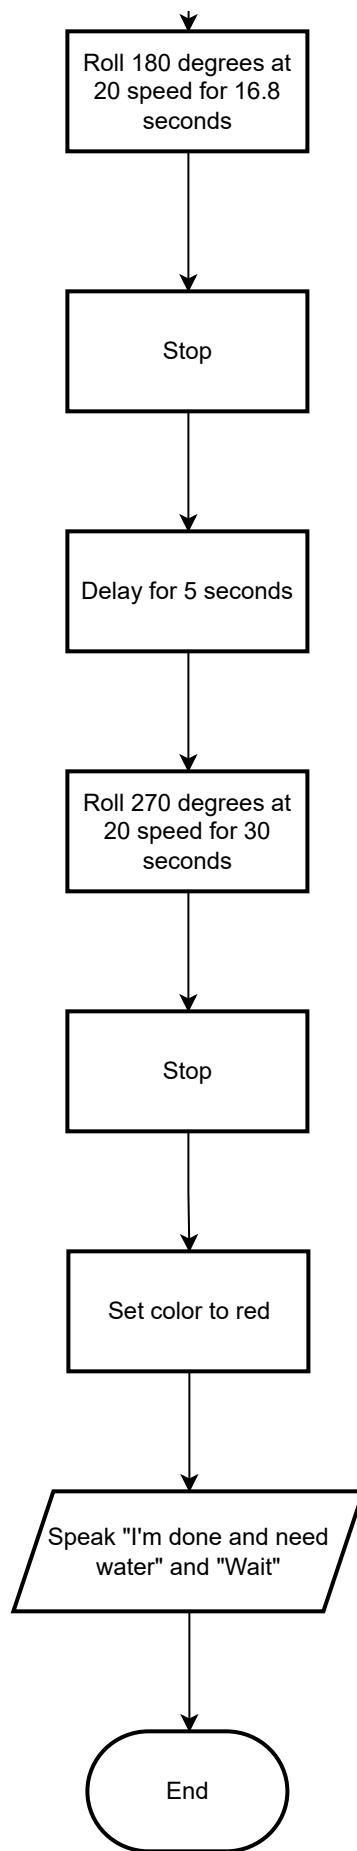 Roll 180 degrees at
20 speed for 16.8
seconds
Stop
Delay for 5 seconds
Roll 270 degrees at
20 speed for 30
seconds
Stop
Set color to red
Speak "I'm done and need
water" and "Wait"
End